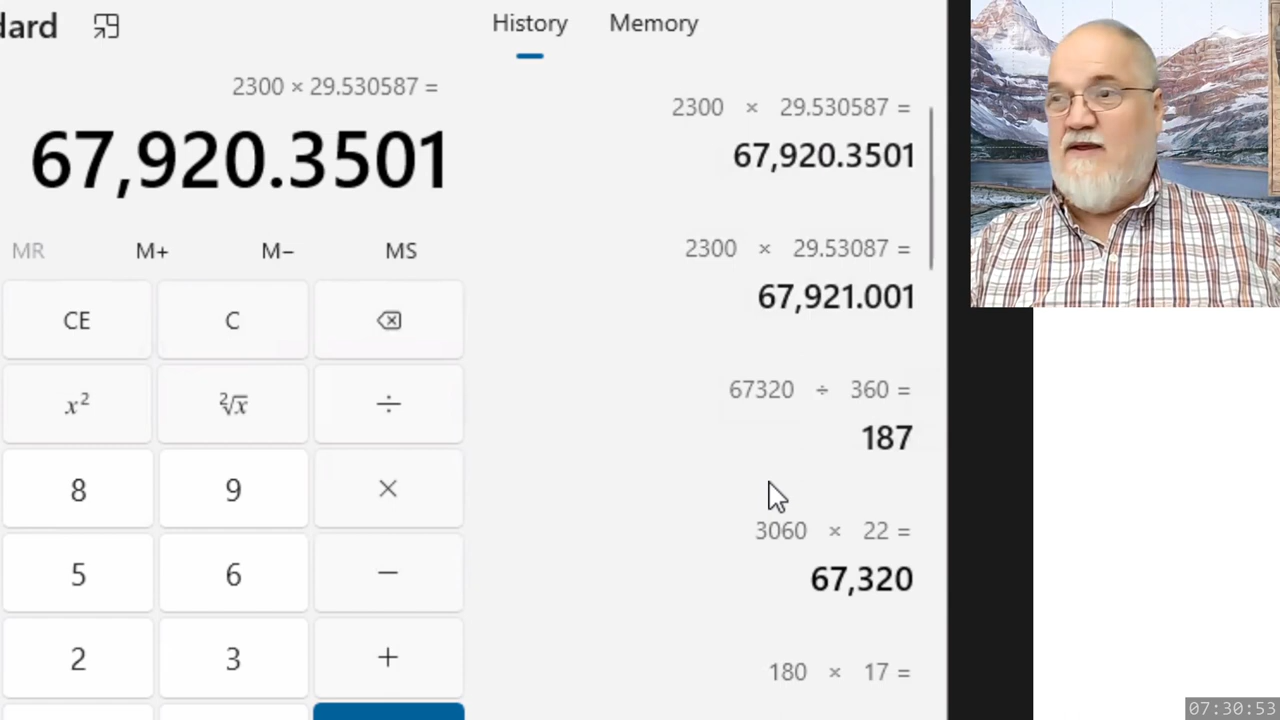 dard
History Memory
2300 × 29.530587 =
67,920.3501
MR M+ M− MS
CE C
x² ²√x ÷
8 9 ×
5 6 −
2 3 +
2300 × 29.530587 =
67,920.3501
2300 × 29.53087 =
67,921.001
67320 ÷ 360 =
187
3060 × 22 =
67,320
180 × 17 =
07:30:53